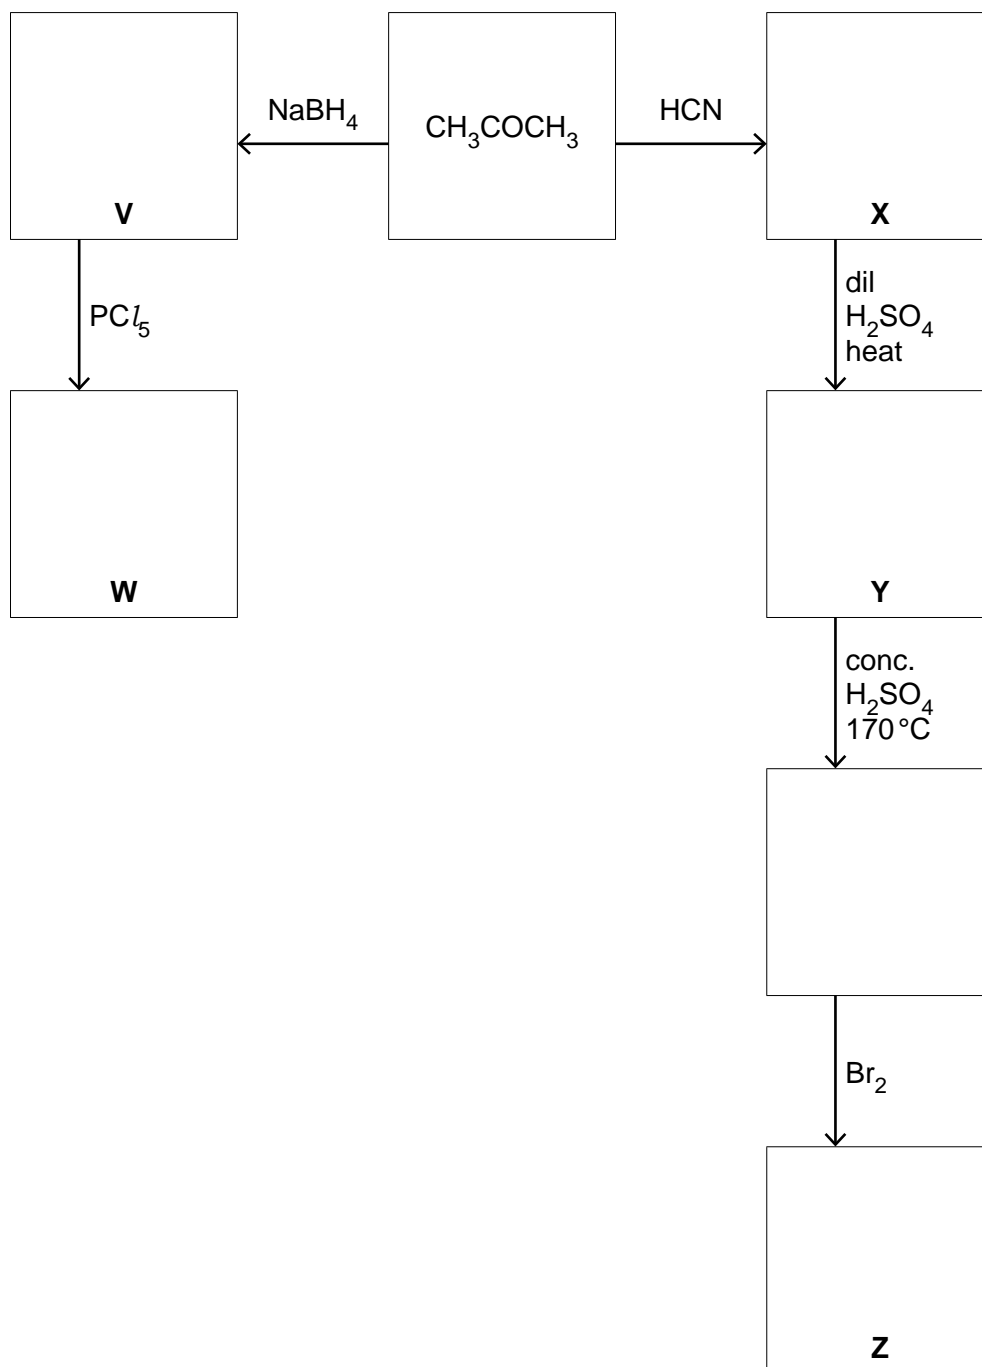 NaBH₄
CH₃COCH₃
HCN
V
X
PCl₅
dil
H₂SO₄
heat
W
Y
conc.
H₂SO₄
170 °C
Br₂
Z